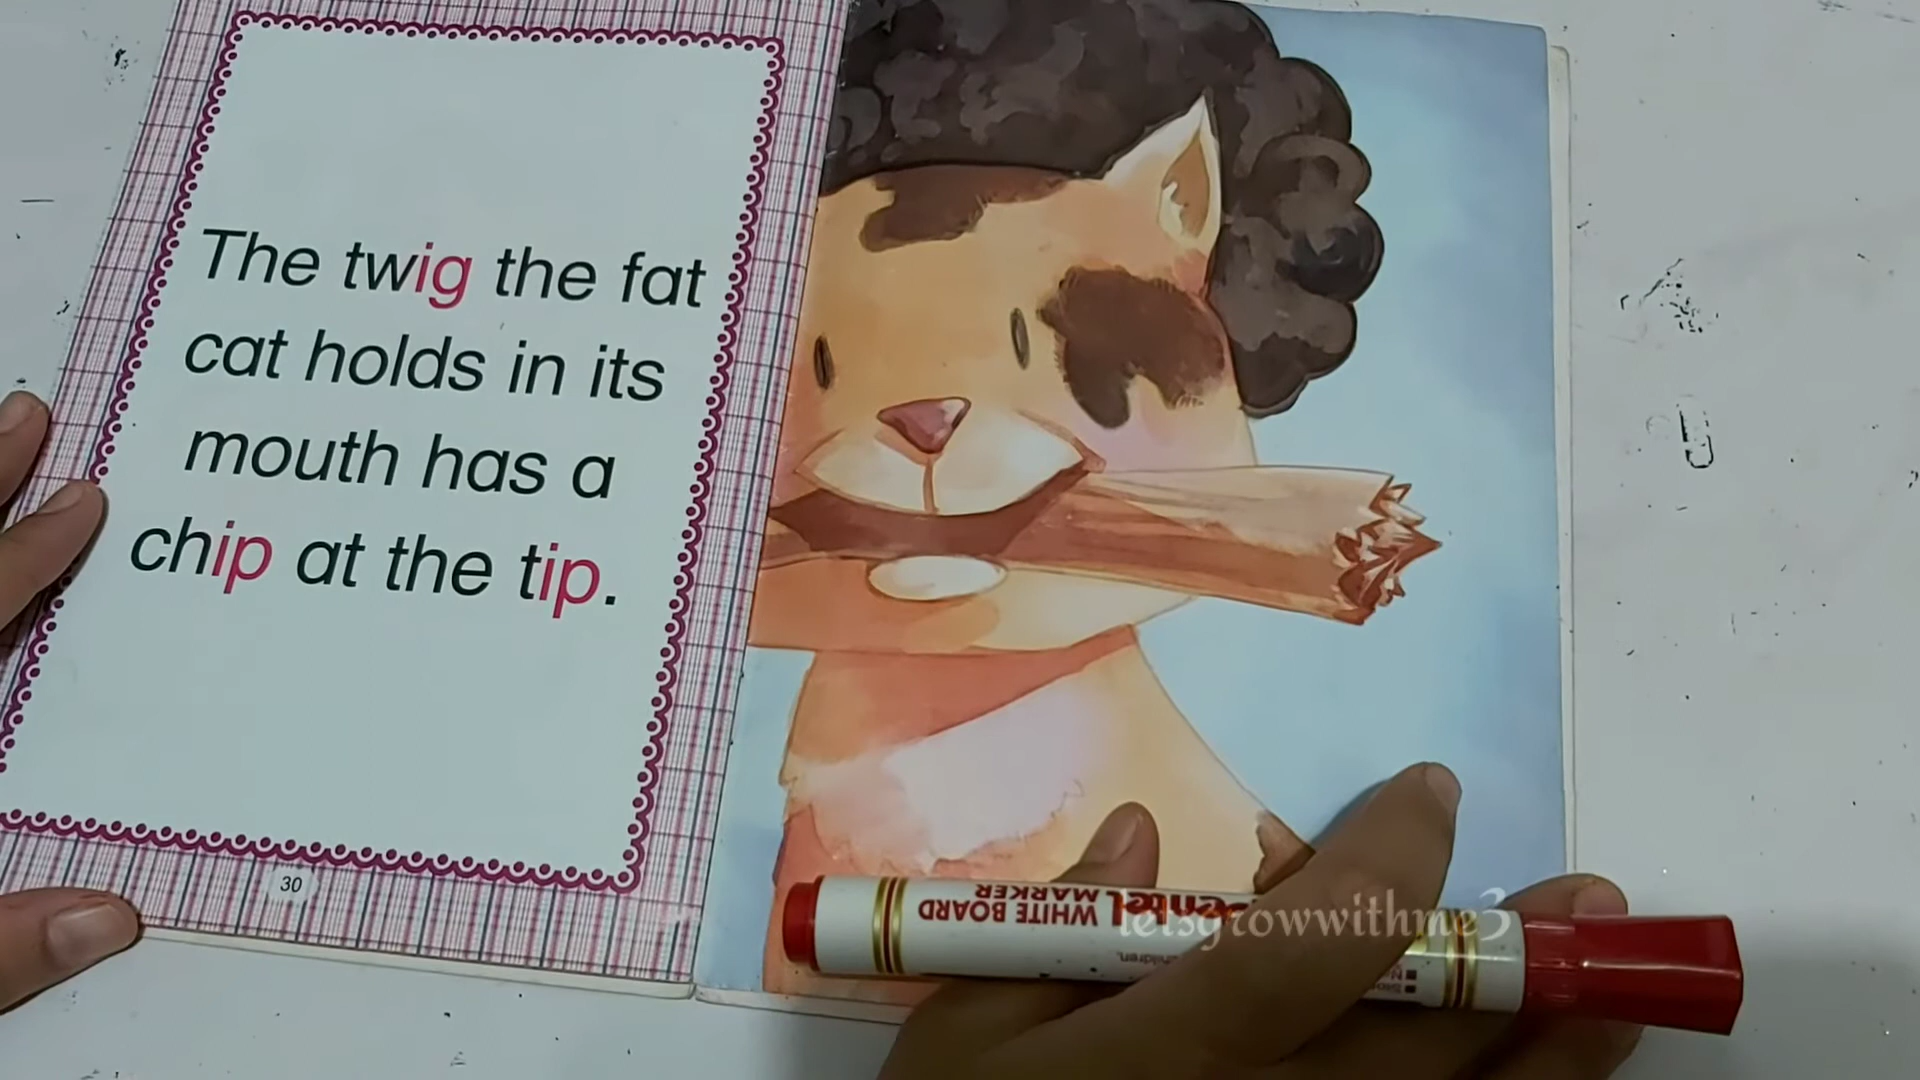 The twig the fat
cat holds in its
mouth has a
chip at the tip.
30
WHITE BOARD
MARKER
letsgrowwithme3